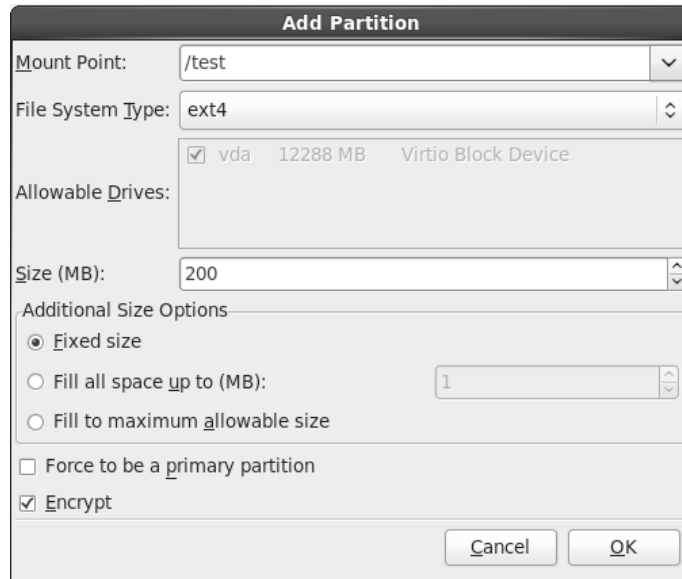 Add Partition
Mount Point: /test
File System Type: ext4
Allowable Drives:
vda 12288 MB Virtio Block Device
Size (MB): 200
Additional Size Options
Fixed size
Fill all space up to (MB): 1
Fill to maximum allowable size
Force to be a primary partition
Encrypt
Cancel OK